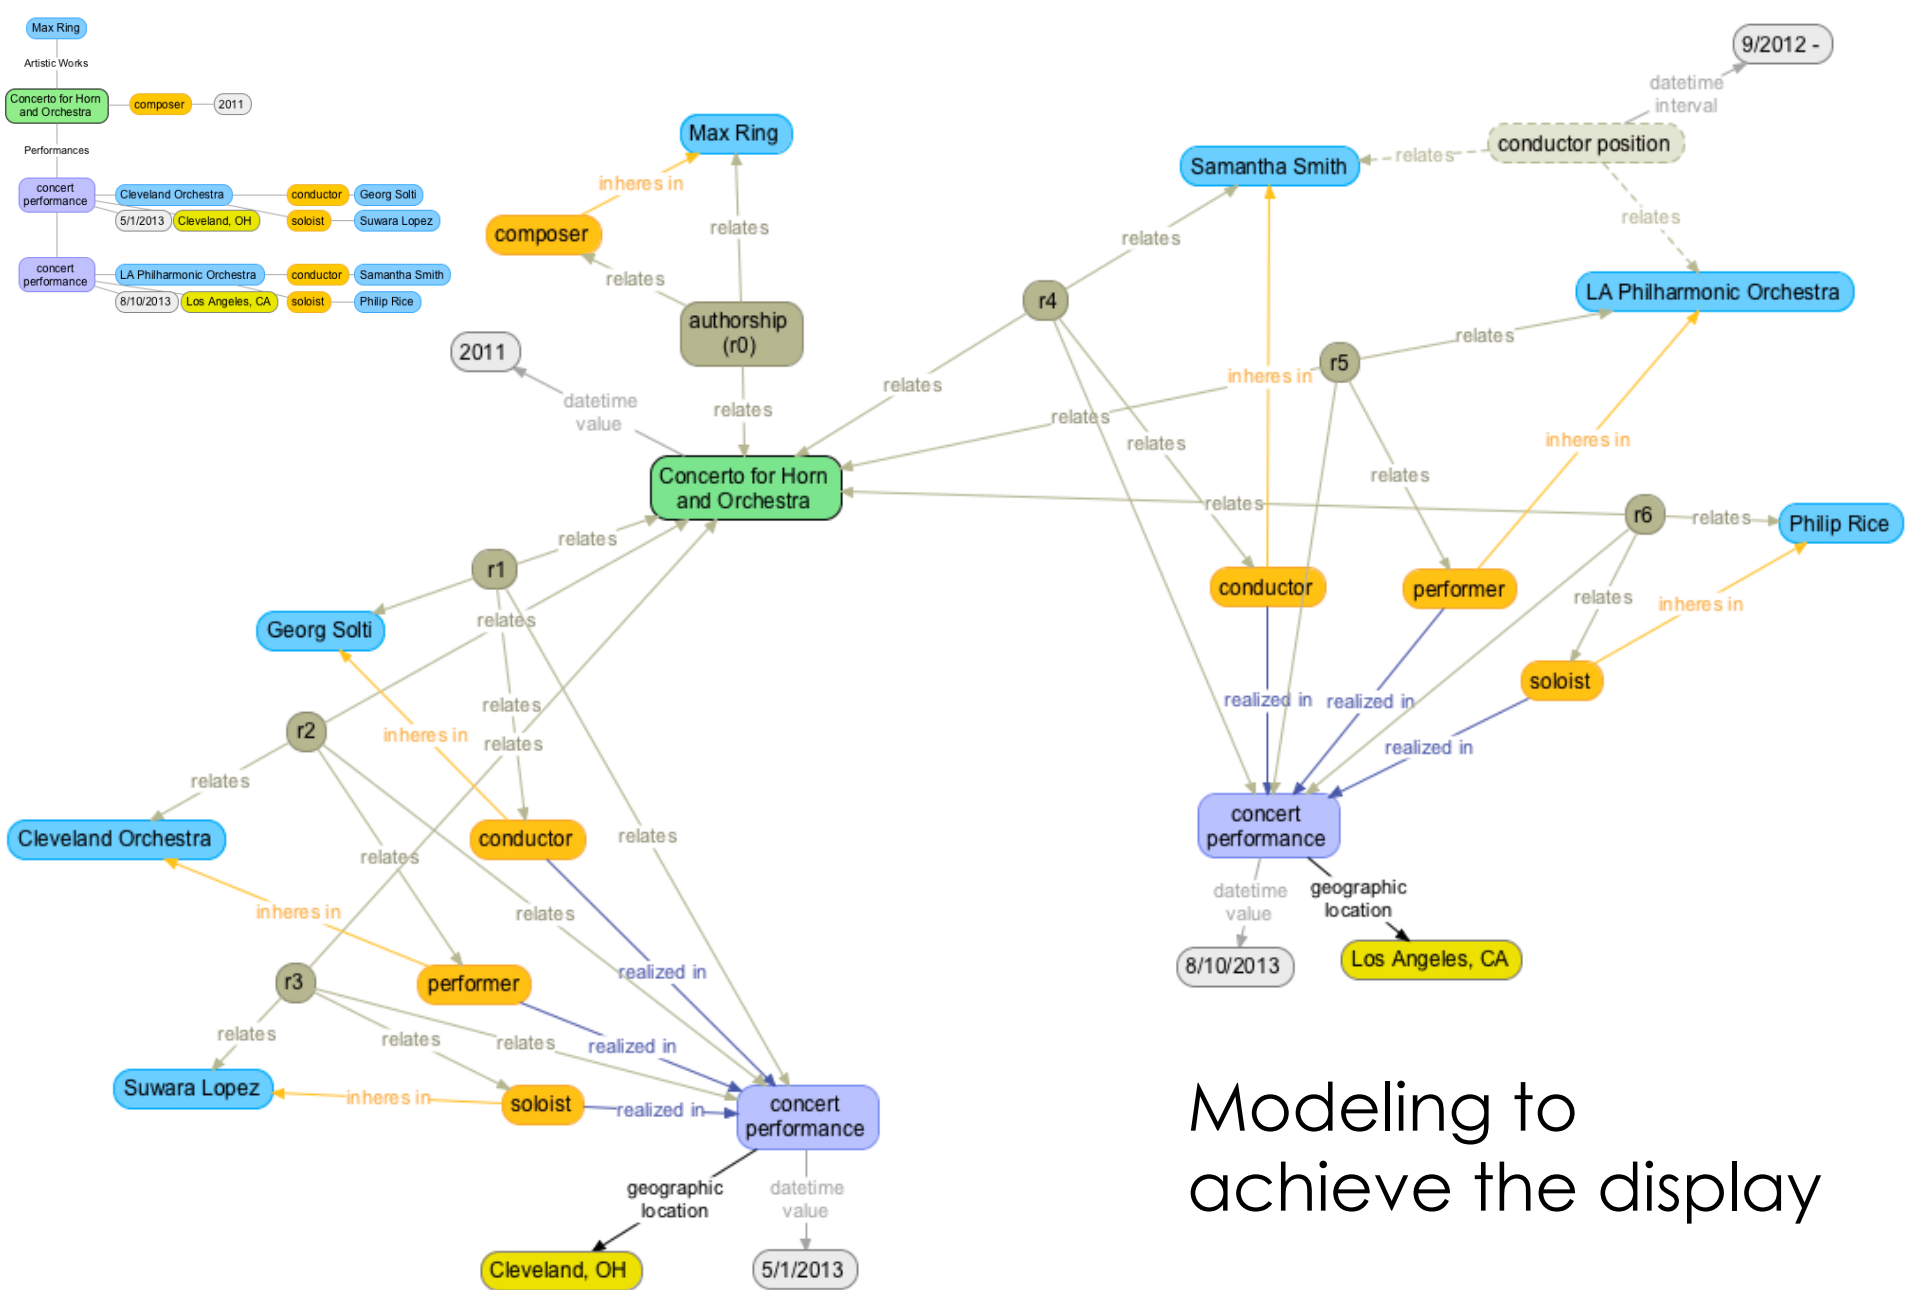 Max Ring
Artistic Works
Concerto for Horn
and Orchestra
composer
2011
Performances
concert
performance
Cleveland Orchestra
conductor
Georg Solti
5/1/2013
Cleveland, OH
soloist
Suwara Lopez
concert
performance
LA Philharmonic Orchestra
conductor
Samantha Smith
8/10/2013
Los Angeles, CA
soloist
Philip Rice
9/2012 -
datetime
interval
conductor position
relates
relates
Max Ring
inheres in
composer
relates
relates
authorship
(r0)
relates
2011
datetime
value
Concerto for Horn
and Orchestra
Samantha Smith
relates
r4
relates
relates
inheres in
LA Philharmonic Orchestra
relates
r5
relates
relates
inheres in
relates
r6
relates
Philip Rice
relates
inheres in
conductor
performer
soloist
realized in
realized in
realized in
concert
performance
datetime
value
geographic
location
8/10/2013
Los Angeles, CA
relates
r1
Georg Solti
relates
relates
relates
r2
inheres in
relates
relates
relates
Cleveland Orchestra
conductor
relates
relates
inheres in
realized in
r3
performer
relates
relates
relates
realized in
Suwara Lopez
inheres in
soloist
realized in
concert
performance
geographic
location
datetime
value
Cleveland, OH
5/1/2013
Modeling to
achieve the display